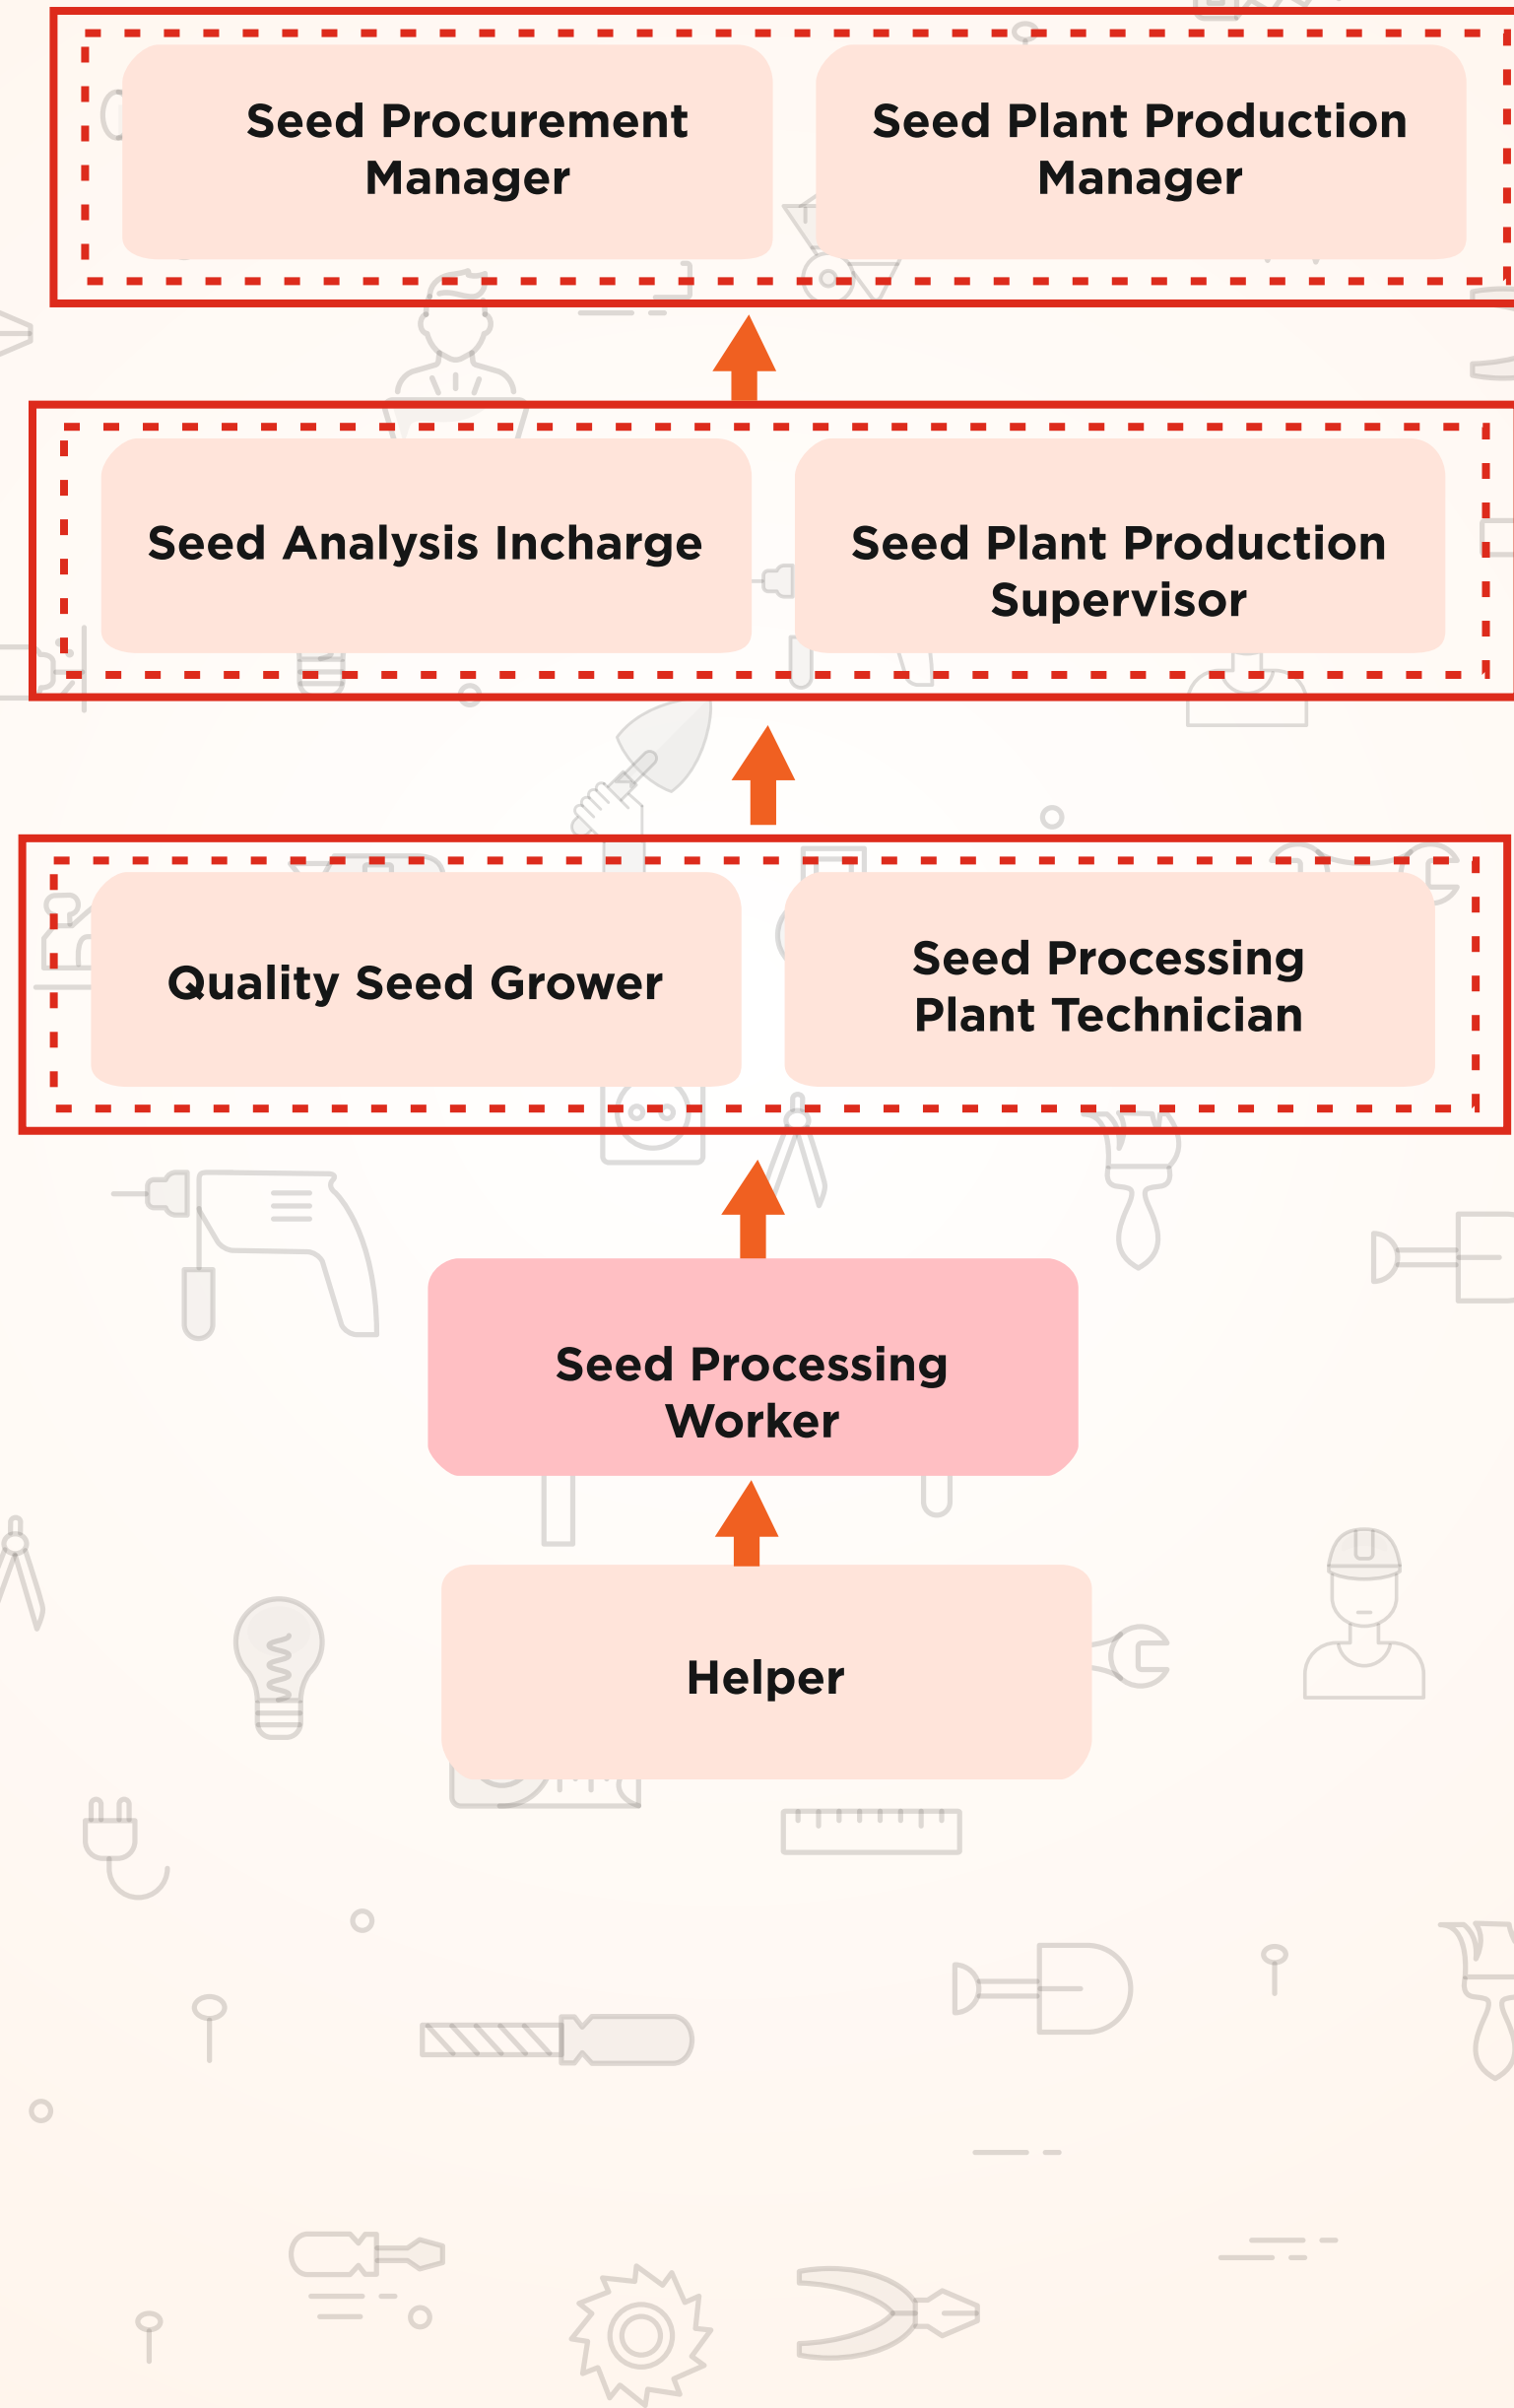 Seed Procurement
Manager
Seed Plant Production
Manager
Seed Analysis Incharge
Seed Plant Production
Supervisor
Quality Seed Grower
Seed Processing
Plant Technician
Seed Processing
Worker
Helper